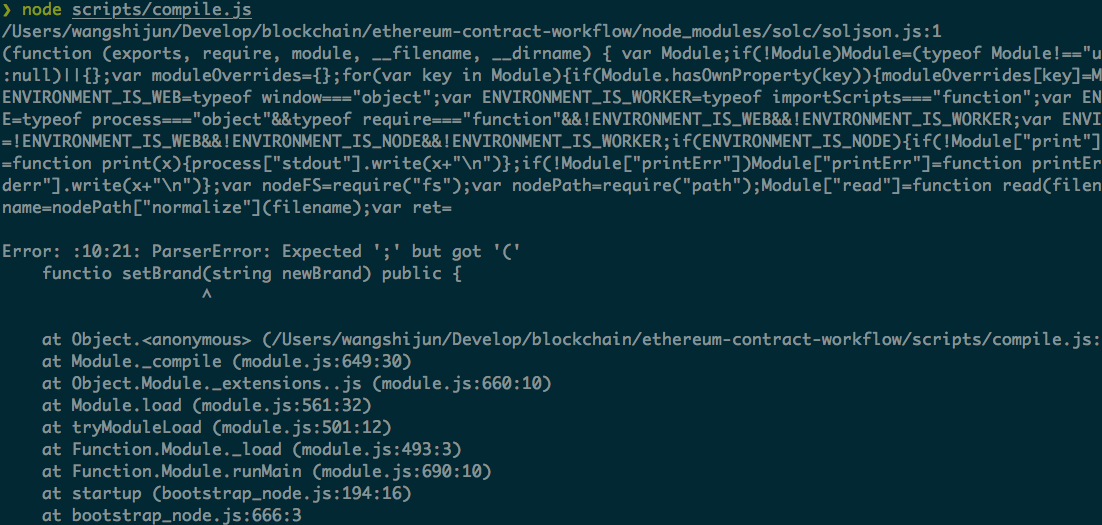 ❯ node scripts/compile.js
/Users/wangshijun/Develop/blockchain/ethereum-contract-workflow/node_modules/solc/soljson.js:1
(function (exports, require, module, __filename, __dirname) { var Module;if(!Module)Module=(typeof Module!=="u
:null)||{};var moduleOverrides={};for(var key in Module){if(Module.hasOwnProperty(key)){moduleOverrides[key]=M
ENVIRONMENT_IS_WEB=typeof window==="object";var ENVIRONMENT_IS_WORKER=typeof importScripts==="function";var EN
E=typeof process==="object"&&typeof require==="function"&&!ENVIRONMENT_IS_WEB&&!ENVIRONMENT_IS_WORKER;var ENVI
=!ENVIRONMENT_IS_WEB&&!ENVIRONMENT_IS_NODE&&!ENVIRONMENT_IS_WORKER;if(ENVIRONMENT_IS_NODE){if(!Module["print"]
=function print(x){process["stdout"].write(x+"\n")};if(!Module["printErr"])Module["printErr"]=function printEr
derr"].write(x+"\n")};var nodeFS=require("fs");var nodePath=require("path");Module["read"]=function read(filen
name=nodePath["normalize"](filename);var ret=
Error: :10:21: ParserError: Expected ';' but got '('
    functio setBrand(string newBrand) public {
                    ^
    at Object.<anonymous> (/Users/wangshijun/Develop/blockchain/ethereum-contract-workflow/scripts/compile.js:
    at Module._compile (module.js:649:30)
    at Object.Module._extensions..js (module.js:660:10)
    at Module.load (module.js:561:32)
    at tryModuleLoad (module.js:501:12)
    at Function.Module._load (module.js:493:3)
    at Function.Module.runMain (module.js:690:10)
    at startup (bootstrap_node.js:194:16)
    at bootstrap_node.js:666:3